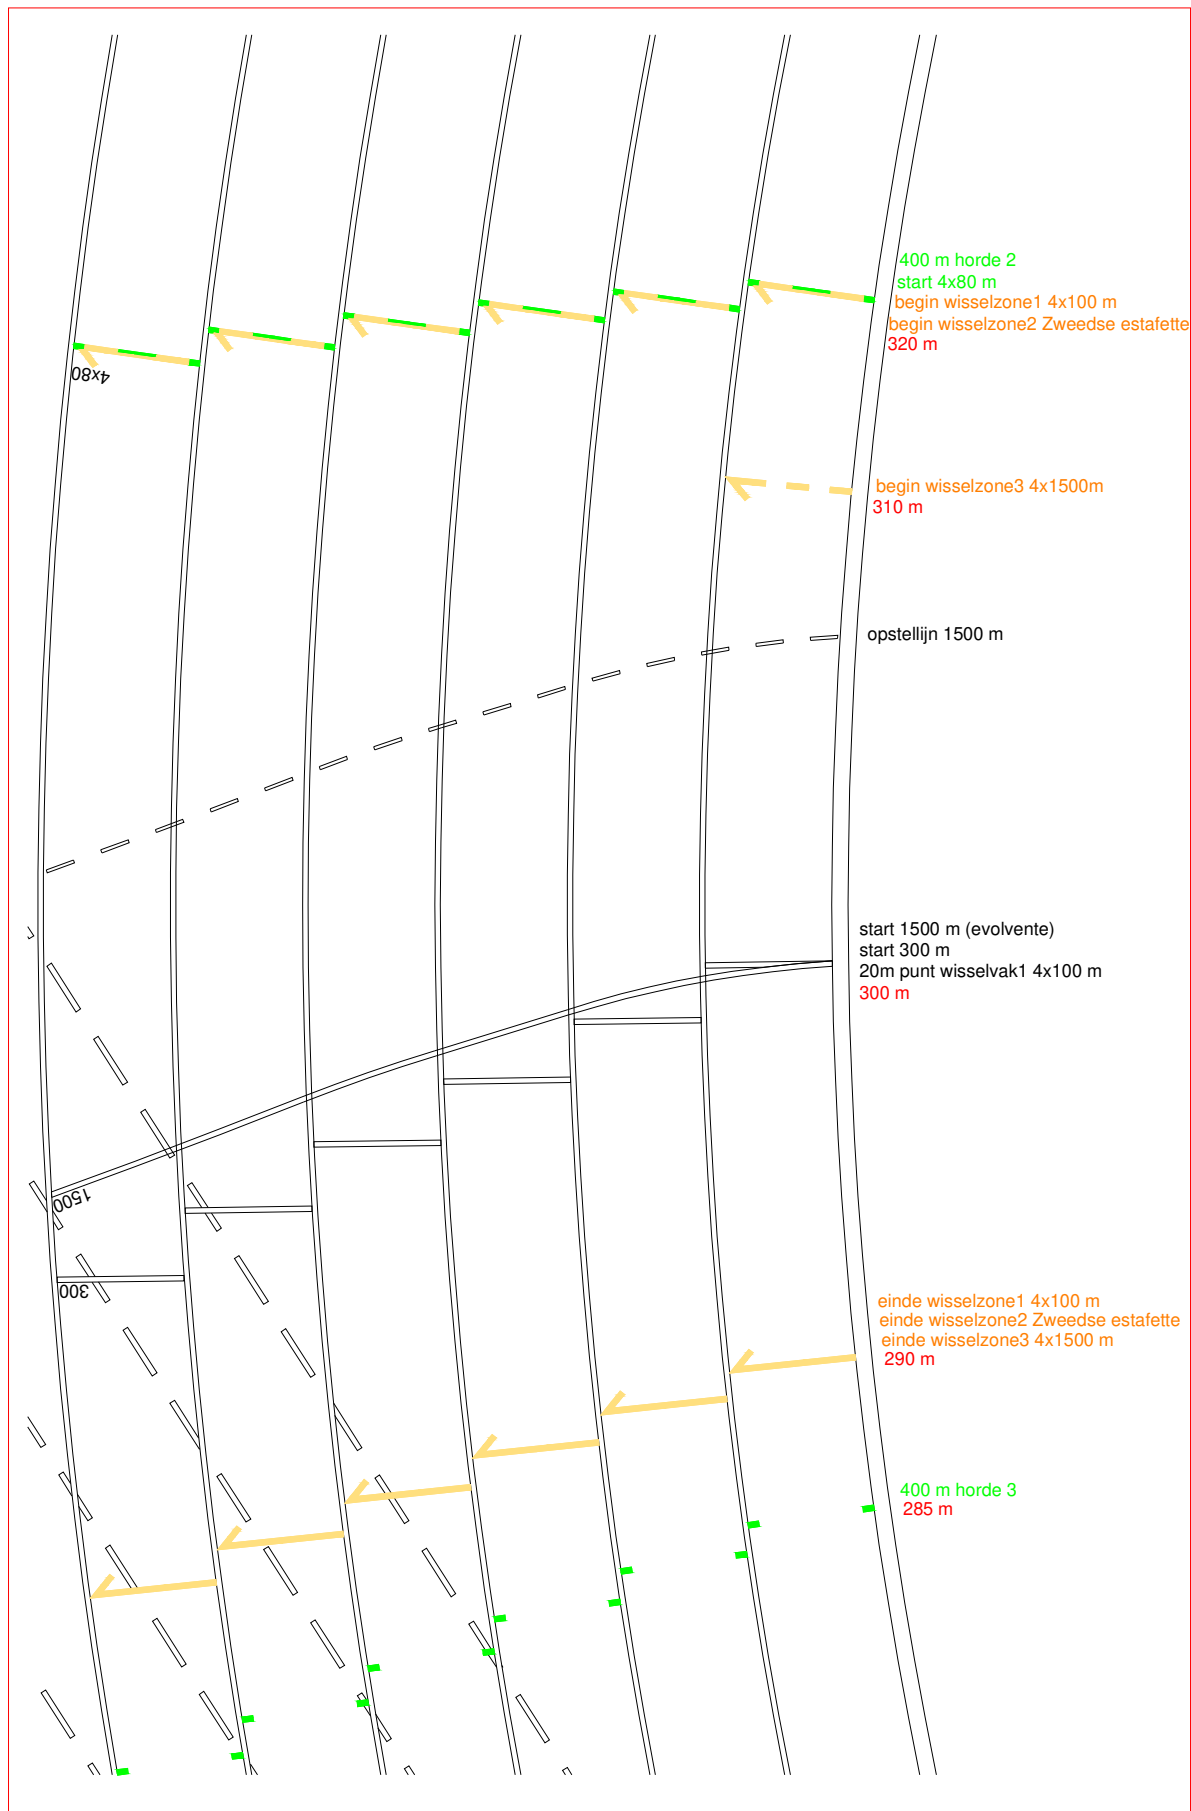 400 m horde 2
start 4x80 m
begin wisselzone1 4x100 m
begin wisselzone2 Zweedse estafette
320 m
4x80
begin wisselzone3 4x1500m
310 m
opstellijn 1500 m
start 1500 m (evolvente)
start 300 m
20m punt wisselvak1 4x100 m
300 m
1500
300
einde wisselzone1 4x100 m
einde wisselzone2 Zweedse estafette
einde wisselzone3 4x1500 m
290 m
400 m horde 3
285 m